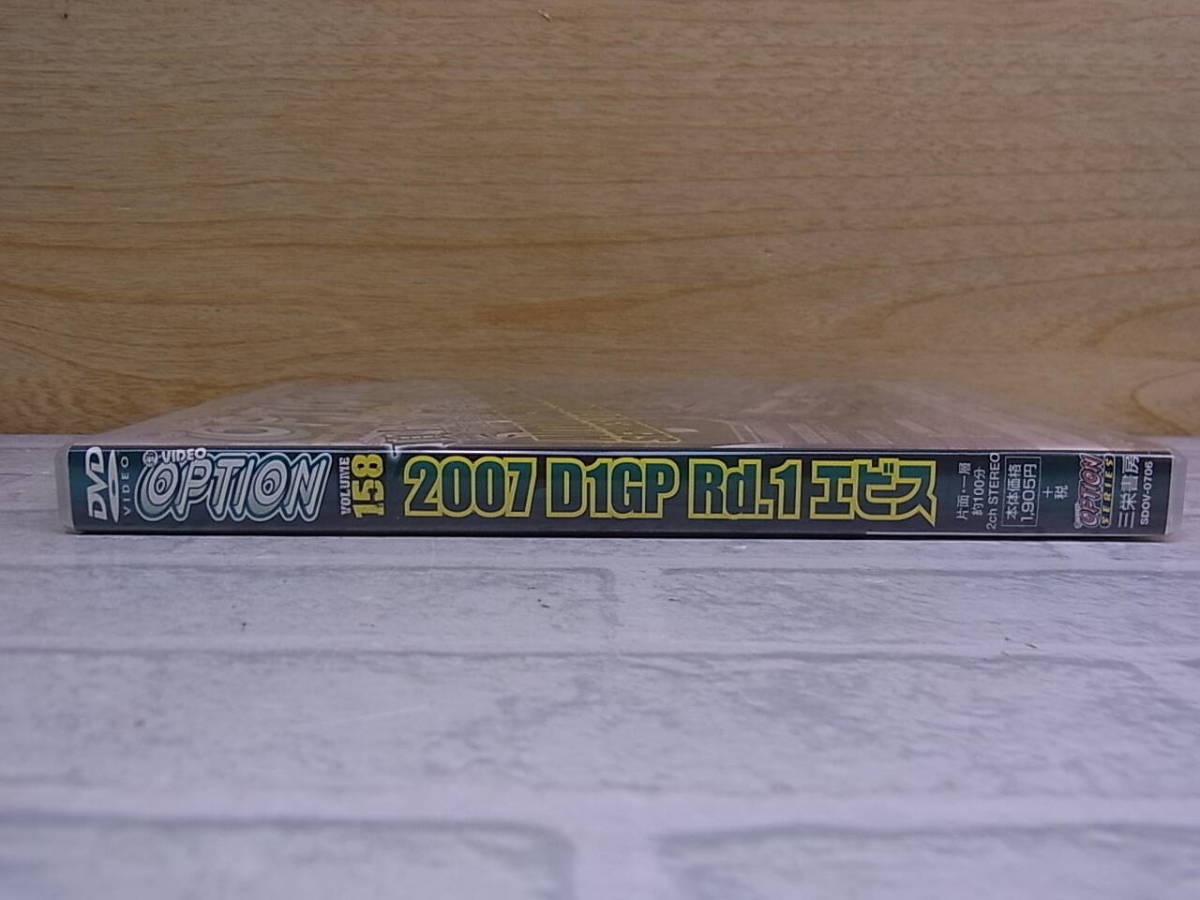 DVD
VIDEO
VIDEO
OPTION
VOLUME
158
2007 D1GP Rd.1 エビス
片面・一層
約100分
2ch STEREO
本体価格
1,905円
+
税
OPTION
SERIES
三栄書房
SDOV-0706